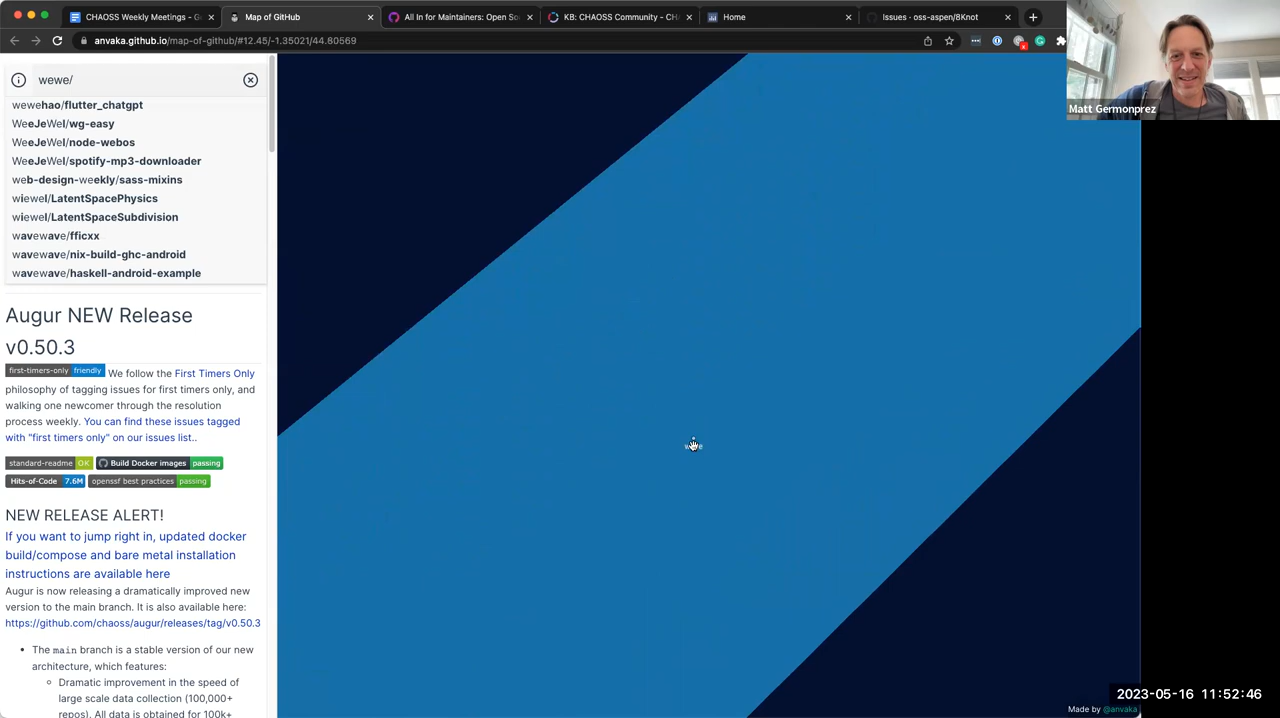 CHAOSS Weekly Meetings - G
Map of GitHub
All In for Maintainers: Open So
KB: CHAOSS Community - CH
Home
Issues · oss-aspen/8Knot
anvaka.github.io/map-of-github/#12.45/-1.35021/44.80569
wewe/
wewehao/flutter_chatgpt
WeeJeWel/wg-easy
WeeJeWel/node-webos
WeeJeWel/spotify-mp3-downloader
web-design-weekly/sass-mixins
wiewel/LatentSpacePhysics
wiewel/LatentSpaceSubdivision
wavewave/fficxx
wavewave/nix-build-ghc-android
wavewave/haskell-android-example
Augur NEW Release
v0.50.3
first-timers-only friendly We follow the First Timers Only
philosophy of tagging issues for first timers only, and
walking one newcomer through the resolution
process weekly. You can find these issues tagged
with "first timers only" on our issues list..
standard-readme OK Build Docker images passing
Hits-of-Code 7.6M openssf best practices passing
NEW RELEASE ALERT!
If you want to jump right in, updated docker
build/compose and bare metal installation
instructions are available here
Augur is now releasing a dramatically improved new
version to the main branch. It is also available here:
https://github.com/chaoss/augur/releases/tag/v0.50.3
• The main branch is a stable version of our new
architecture, which features:
◦ Dramatic improvement in the speed of
large scale data collection (100,000+
repos). All data is obtained for 100k+
Matt Germonprez
2023-05-16 11:52:46
Made by @anvaka